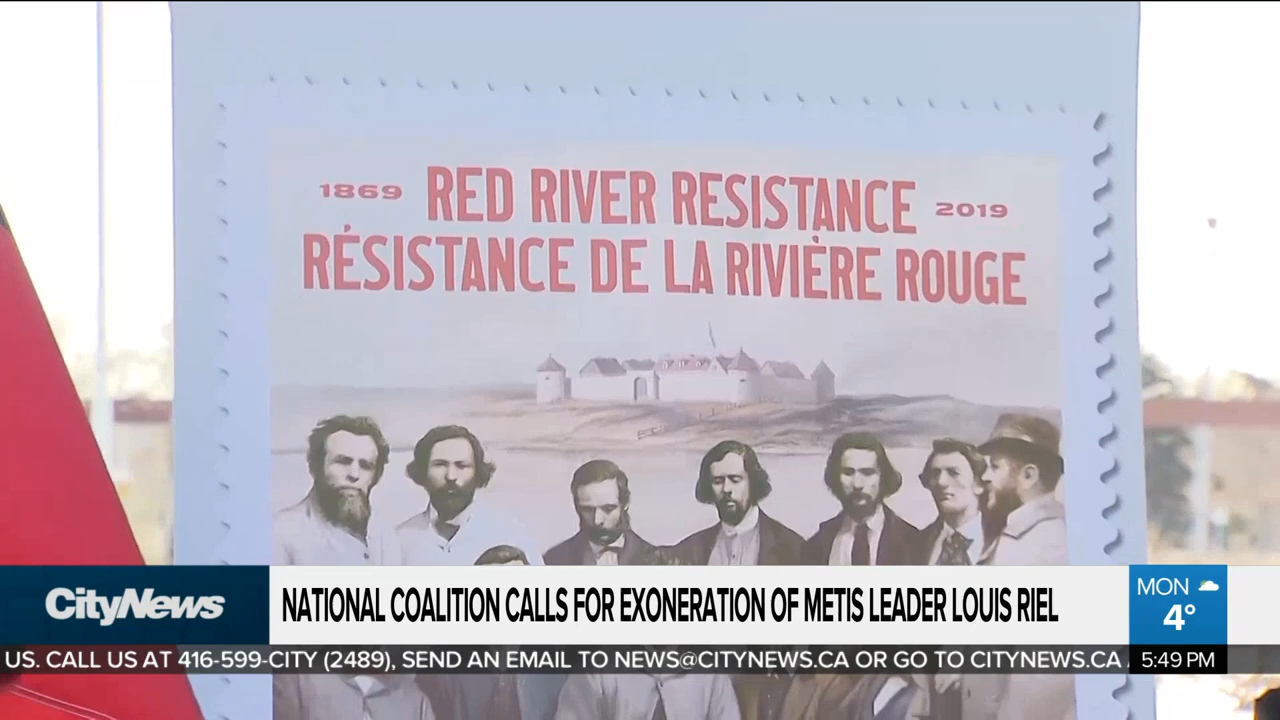 1869 RED RIVER RESISTANCE 2019
RÉSISTANCE DE LA RIVIÈRE ROUGE
CityNews
NATIONAL COALITION CALLS FOR EXONERATION OF METIS LEADER LOUIS RIEL
MON
4°
US. CALL US AT 416-599-CITY (2489), SEND AN EMAIL TO NEWS@CITYNEWS.CA OR GO TO CITYNEWS.CA
5:49 PM